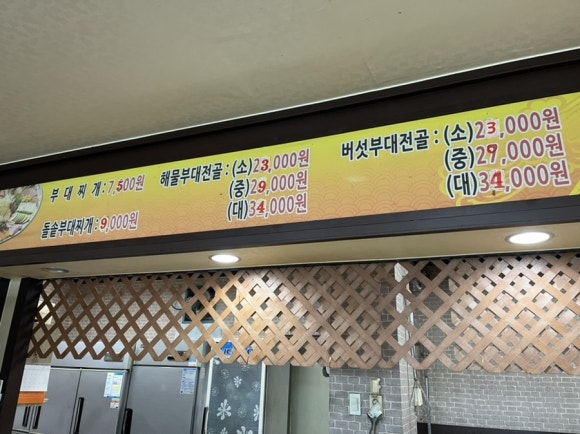 부대찌개 : 7,500원
돌솥부대찌개 : 9,000원
해물부대전골 : (소)23,000원
(중)29,000원
(대)34,000원
버섯부대전골 : (소)23,000원
(중)29,000원
(대)34,000원